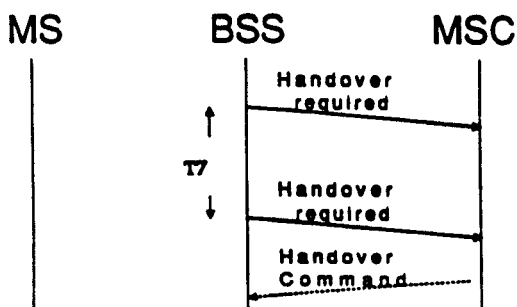 MS BSS MSC
Handover
required
T7
Handover
required
Handover
Command